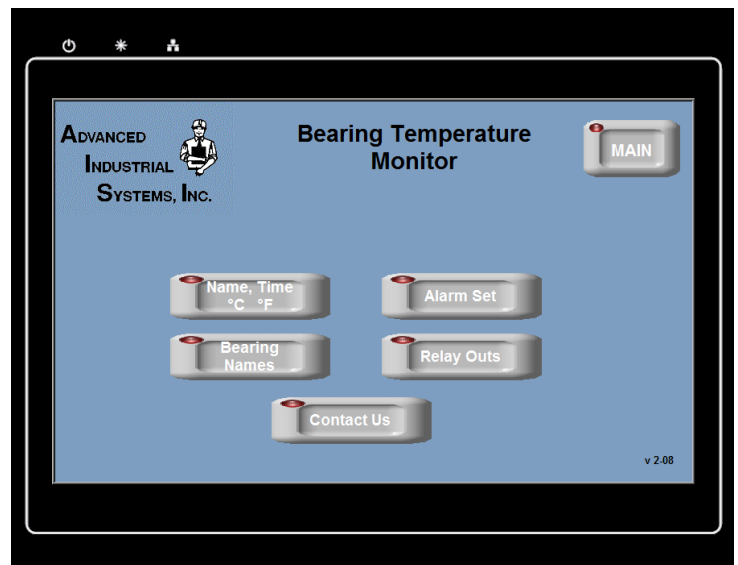 ADVANCED
INDUSTRIAL
SYSTEMS, INC.
Bearing Temperature
Monitor
MAIN
Name, Time
°C °F
Alarm Set
Bearing
Names
Relay Outs
Contact Us
v 2-08